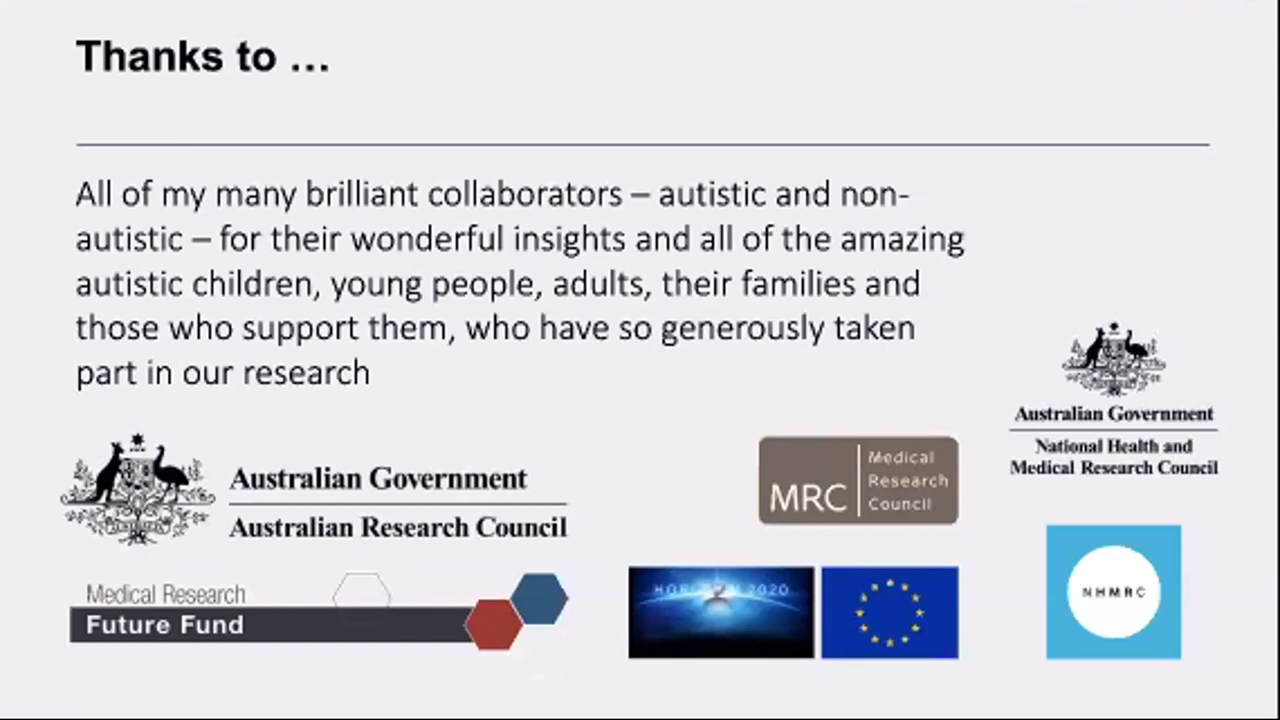 Thanks to ...
All of my many brilliant collaborators – autistic and non-
autistic – for their wonderful insights and all of the amazing
autistic children, young people, adults, their families and
those who support them, who have so generously taken
part in our research
Australian Government
National Health and
Medical Research Council
Australian Government
Australian Research Council
MRC
Medical
Research
Council
Medical Research
Future Fund
HORIZON 2020
NHMRC